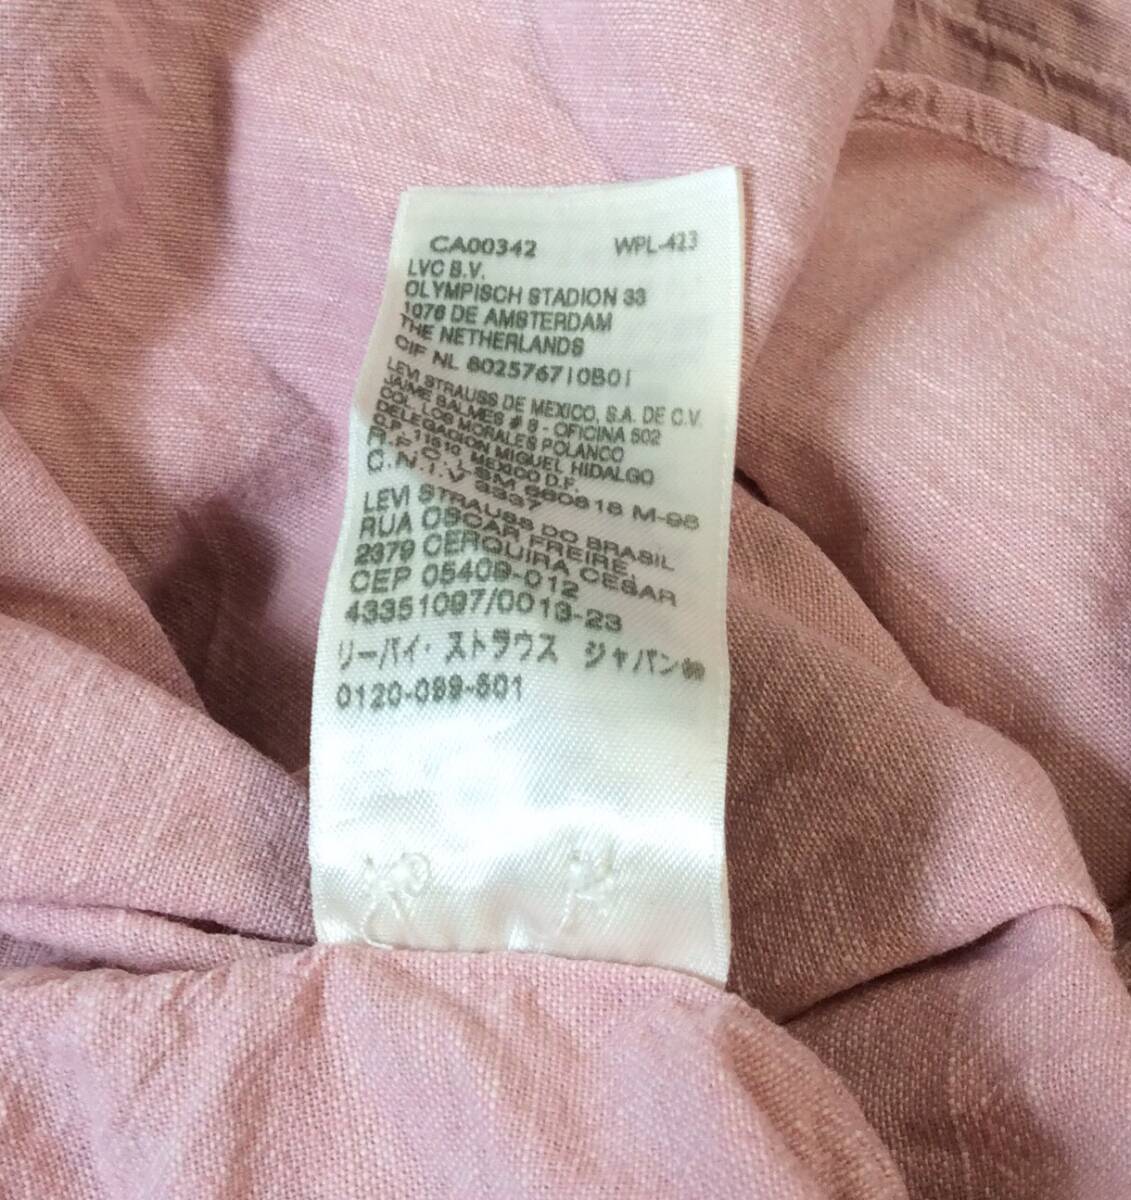 CA00342 WPL-423
LVC B.V.
OLYMPISCH STADION 33
1076 DE AMSTERDAM
THE NETHERLANDS
CIF NL 802576710B01
LEVI STRAUSS DE MEXICO, S.A. DE C.V.
JAIME BALMES # 8 - OFICINA 502
COL. LOS MORALES POLANCO
DELEGACION MIGUEL HIDALGO
C.P. 11510 MEXICO D.F.
R.F.C. LSM 660618 M-98
C.N.I.V 3337
LEVI STRAUSS DO BRASIL
RUA OSCAR FREIRE,
2379 CERQUIRA CESAR
CEP 05409-012
43351097/0013-23
リーバイ・ストラウス ジャパン㈱
0120-099-501